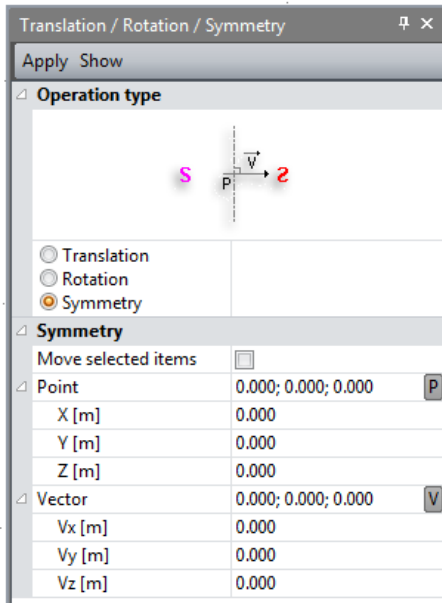 Translation / Rotation / Symmetry
Apply Show
Operation type
S P V S
Translation
Rotation
Symmetry
Symmetry
Move selected items
Point 0.000; 0.000; 0.000 P
X [m] 0.000
Y [m] 0.000
Z [m] 0.000
Vector 0.000; 0.000; 0.000 V
Vx [m] 0.000
Vy [m] 0.000
Vz [m] 0.000